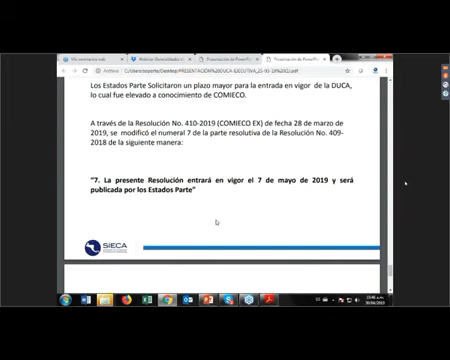 Los Estados Parte Solicitaron un plazo mayor para la entrada en vigor de la DUCA,
lo cual fue elevado a conocimiento de COMIECO.
A través de la Resolución No. 410-2019 (COMIECO EX) de fecha 28 de marzo de
2019, se modificó el numeral 7 de la parte resolutiva de la Resolución No. 409-
2018 de la siguiente manera:
"7. La presente Resolución entrará en vigor el 7 de mayo de 2019 y será
publicada por los Estados Parte"
SIECA